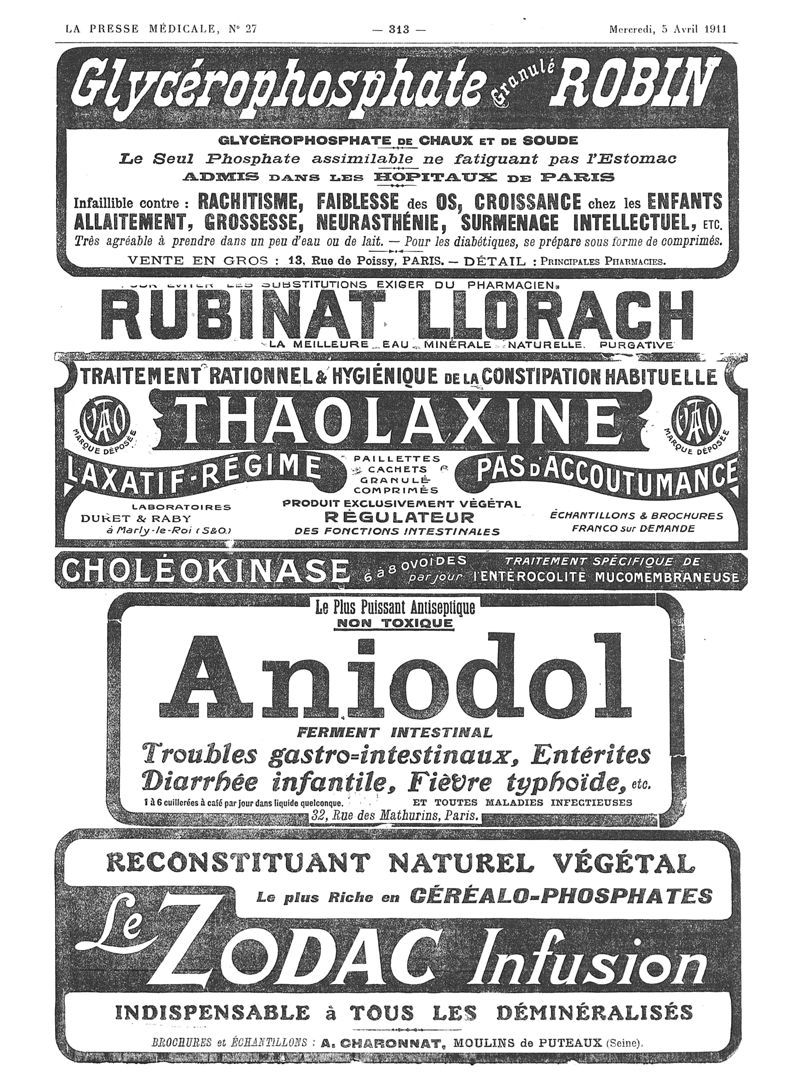 LA PRESSE MÉDICALE, N° 27
— 313 —
Mercredi, 5 Avril 1911
Glycérophosphate Granulé ROBIN
GLYCÉROPHOSPHATE DE CHAUX ET DE SOUDE
Le Seul Phosphate assimilable ne fatiguant pas l'Estomac
ADMIS DANS LES HOPITAUX DE PARIS
Infaillible contre : RACHITISME, FAIBLESSE des OS, CROISSANCE chez les ENFANTS
ALLAITEMENT, GROSSESSE, NEURASTHÉNIE, SURMENAGE INTELLECTUEL, ETC.
Très agréable à prendre dans un peu d'eau ou de lait. — Pour les diabétiques, se prépare sous forme de comprimés.
VENTE EN GROS : 13, Rue de Poissy, PARIS. — DÉTAIL : PRINCIPALES PHARMACIES.
EVITER LES SUBSTITUTIONS EXIGER DU PHARMACIEN.
RUBINAT LLORACH
LA MEILLEURE EAU MINÉRALE NATURELLE PURGATIVE
TRAITEMENT RATIONNEL & HYGIÉNIQUE DE LA CONSTIPATION HABITUELLE
THAOLAXINE
MARQUE DÉPOSÉE
MARQUE DÉPOSÉE
LAXATIF-RÉGIME
PAILLETTES
CACHETS
GRANULÉ
COMPRIMÉS
PAS D'ACCOUTUMANCE
LABORATOIRES
DURET & RABY
à Marly-le-Roi (S&O)
PRODUIT EXCLUSIVEMENT VÉGÉTAL
RÉGULATEUR
DES FONCTIONS INTESTINALES
ÉCHANTILLONS & BROCHURES
FRANCO sur DEMANDE
CHOLÉOKINASE
6 à 8 OVOÏDES
par jour
TRAITEMENT SPÉCIFIQUE DE
l'ENTÉROCOLITÉ MUCOMEMBRANEUSE
Le Plus Puissant Antiseptique
NON TOXIQUE
Aniodol
FERMENT INTESTINAL
Troubles gastro-intestinaux, Entérites
Diarrhée infantile, Fièvre typhoïde, etc.
1 à 6 cuillerées à café par jour dans liquide quelconque.
ET TOUTES MALADIES INFECTIEUSES
32, Rue des Mathurins, Paris.
RECONSTITUANT NATUREL VÉGÉTAL
Le plus Riche en CÉRÉALO-PHOSPHATES
Le ZODAC Infusion
INDISPENSABLE à TOUS LES DÉMINÉRALISÉS
BROCHURES et ÉCHANTILLONS : A. CHARONNAT, MOULINS de PUTEAUX (Seine).